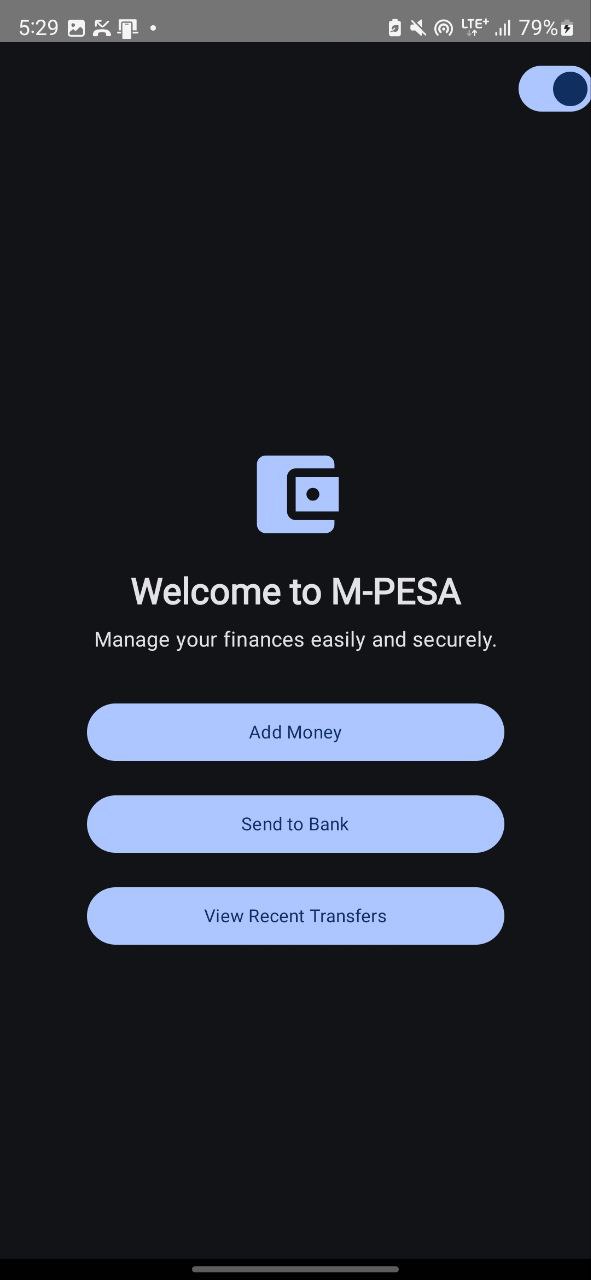 5:29 LTE+ 79%
Welcome to M-PESA
Manage your finances easily and securely.
Add Money
Send to Bank
View Recent Transfers